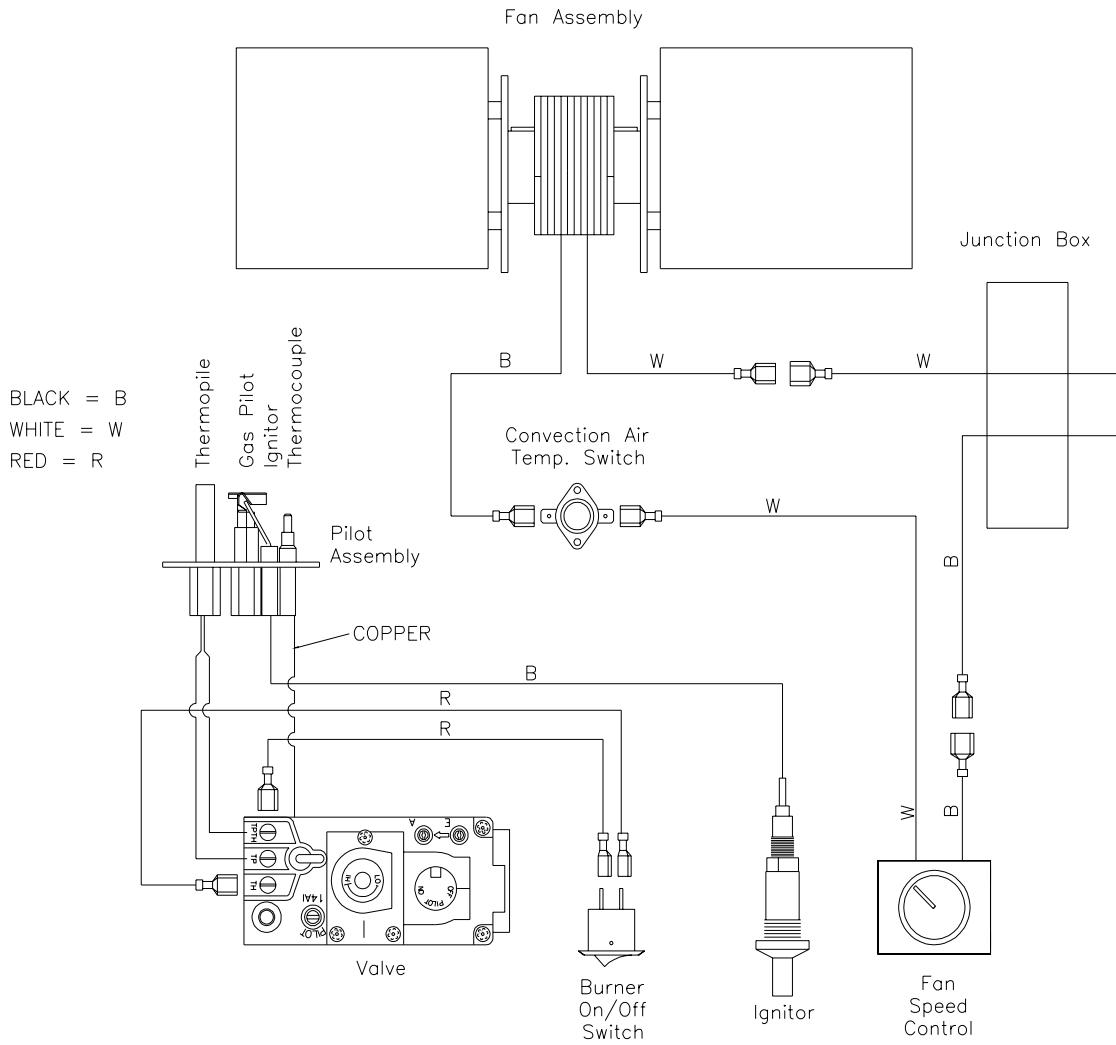 Fan Assembly
Junction Box
B
W
W
BLACK = B
WHITE = W
RED = R
Thermopile
Gas Pilot
Ignitor
Thermocouple
Convection Air
Temp. Switch
W
Pilot
Assembly
B
COPPER
B
R
R
W
B
TPTH
TP
TH
A
E
HI
LO
OFF
PILOT
ON
PILOT
Valve
Burner
On/Off
Switch
Ignitor
Fan
Speed
Control